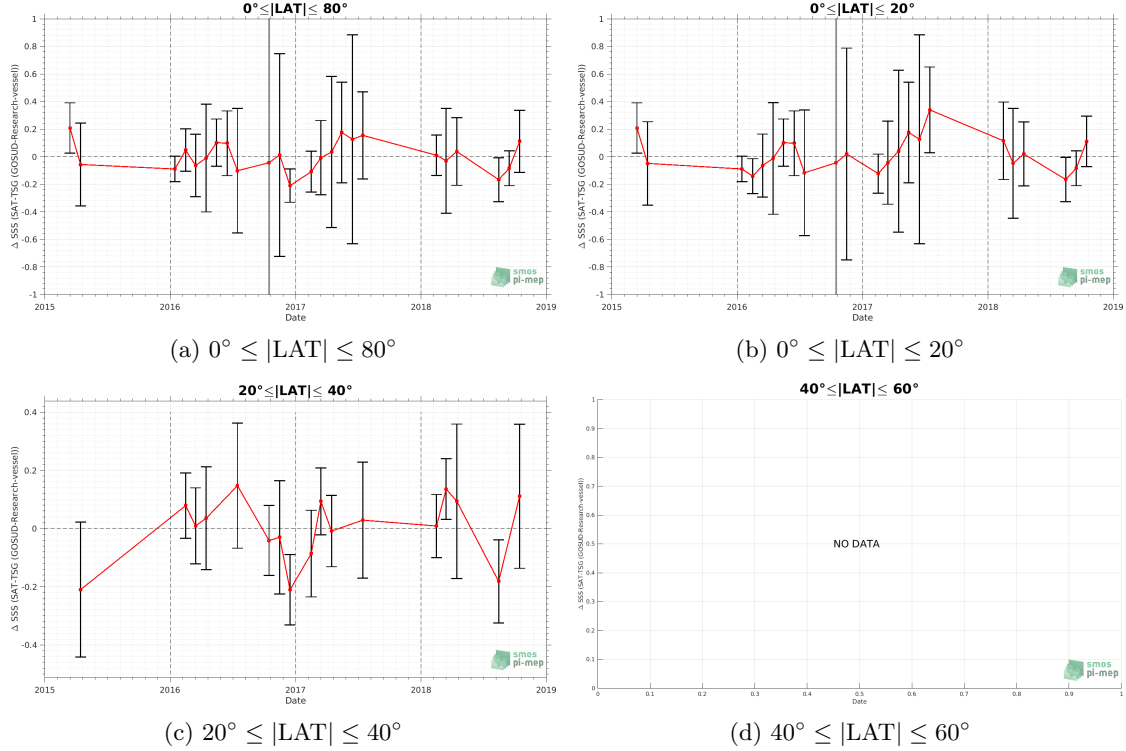 0°≤|LAT|≤ 80°
Δ SSS (SAT-TSG (GOSUD-Research-vessel))
1
0.8
0.6
0.4
0.2
0
-0.2
-0.4
-0.6
-0.8
-1
2015 2016 2017 2018 2019
Date
smos
pi-mep
(a) 0° ≤ |LAT| ≤ 80°
0°≤|LAT|≤ 20°
Δ SSS (SAT-TSG (GOSUD-Research-vessel))
1
0.8
0.6
0.4
0.2
0
-0.2
-0.4
-0.6
-0.8
-1
2015 2016 2017 2018 2019
Date
smos
pi-mep
(b) 0° ≤ |LAT| ≤ 20°
20°≤|LAT|≤ 40°
Δ SSS (SAT-TSG (GOSUD-Research-vessel))
0.4
0.2
0
-0.2
-0.4
2015 2016 2017 2018 2019
Date
smos
pi-mep
(c) 20° ≤ |LAT| ≤ 40°
40°≤|LAT|≤ 60°
Δ SSS (SAT-TSG (GOSUD-Research-vessel))
1
0.9
0.8
0.7
0.6
0.5
0.4
0.3
0.2
0.1
0
NO DATA
0 0.1 0.2 0.3 0.4 0.5 0.6 0.7 0.8 0.9 1
Date
smos
pi-mep
(d) 40° ≤ |LAT| ≤ 60°